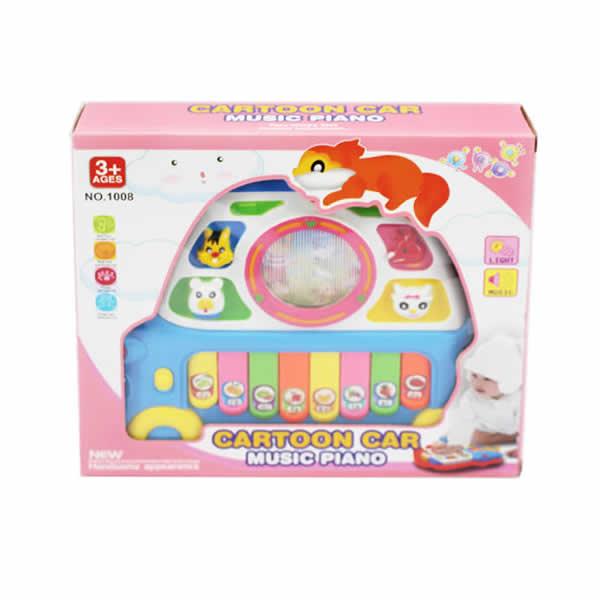 CARTOON CAR
MUSIC PIANO
3+
AGES
NO.1008
LIGHT
MUSIC
CARTOON CAR
MUSIC PIANO
NEW
Handsome appearance